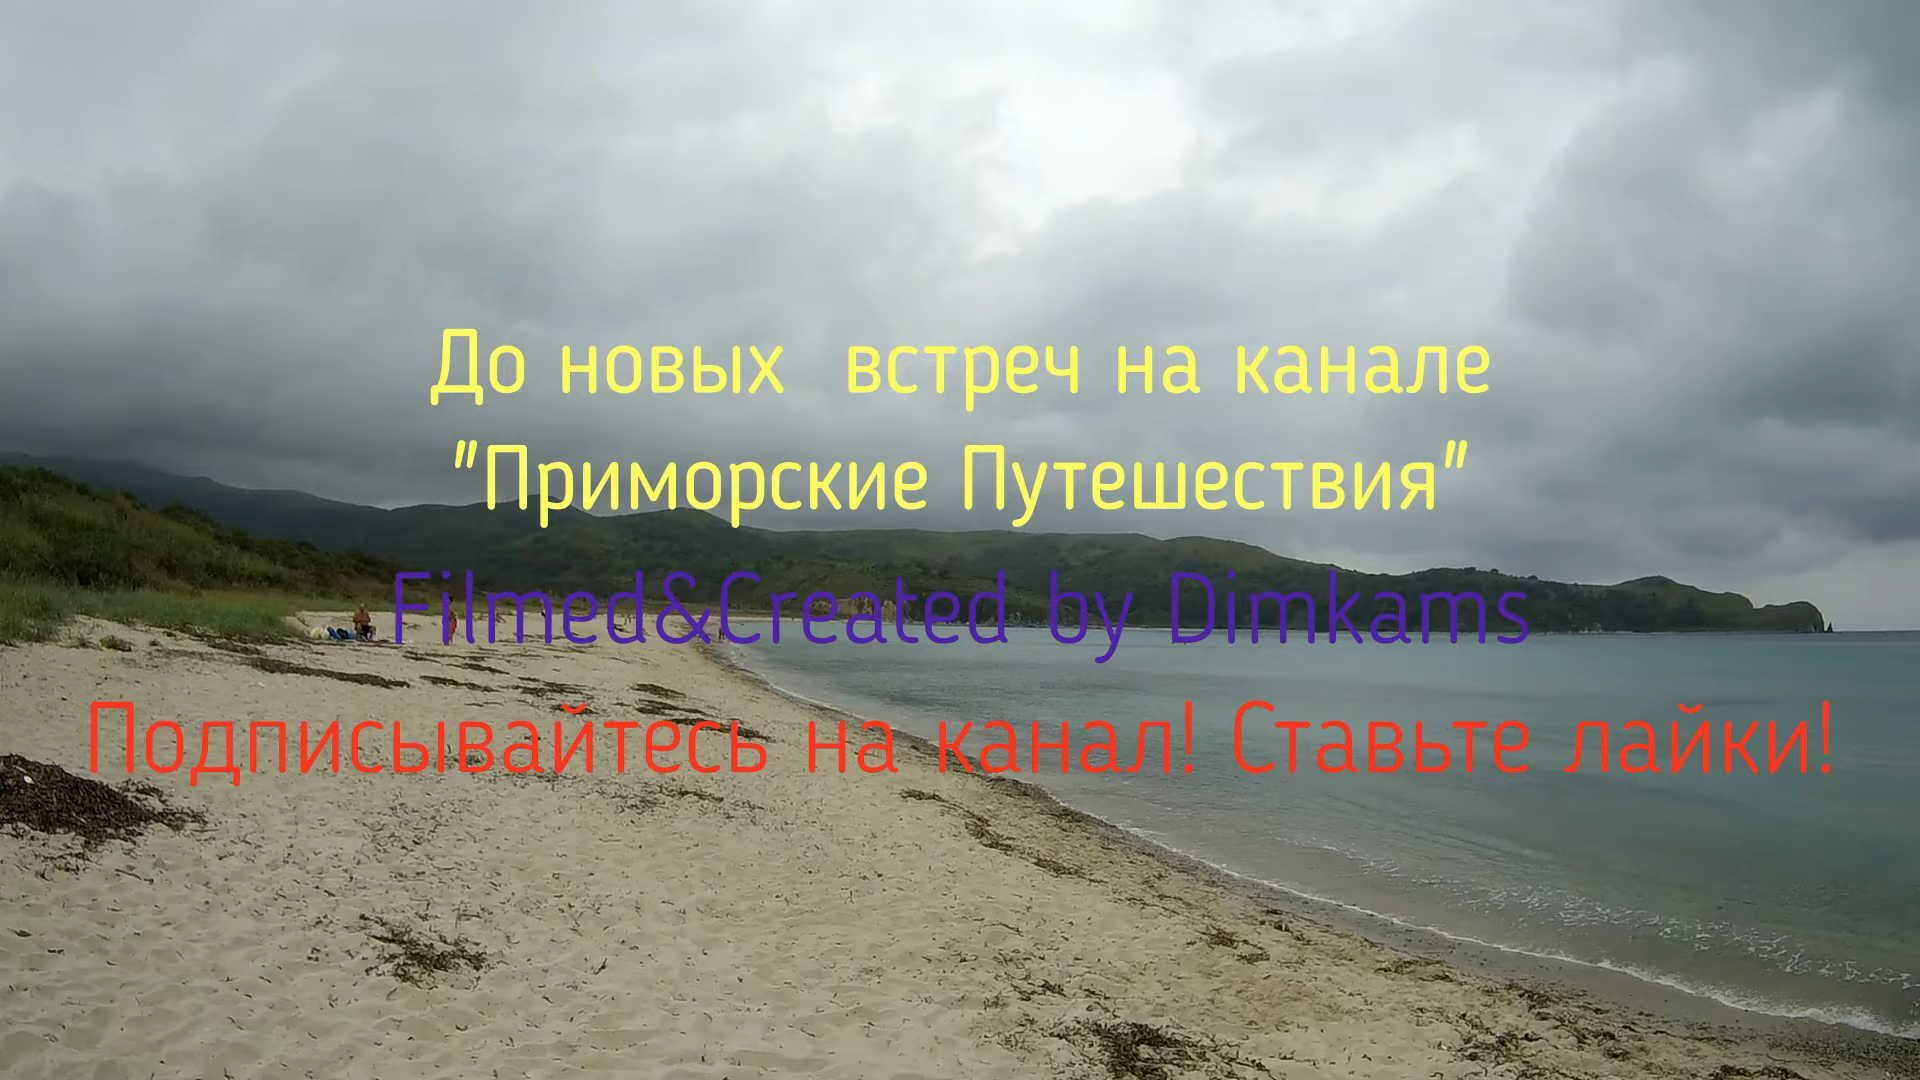 До новых встреч на канале
"Приморские Путешествия"
Filmed&Created by Dimkams
Подписывайтесь на канал! Ставьте лайки!